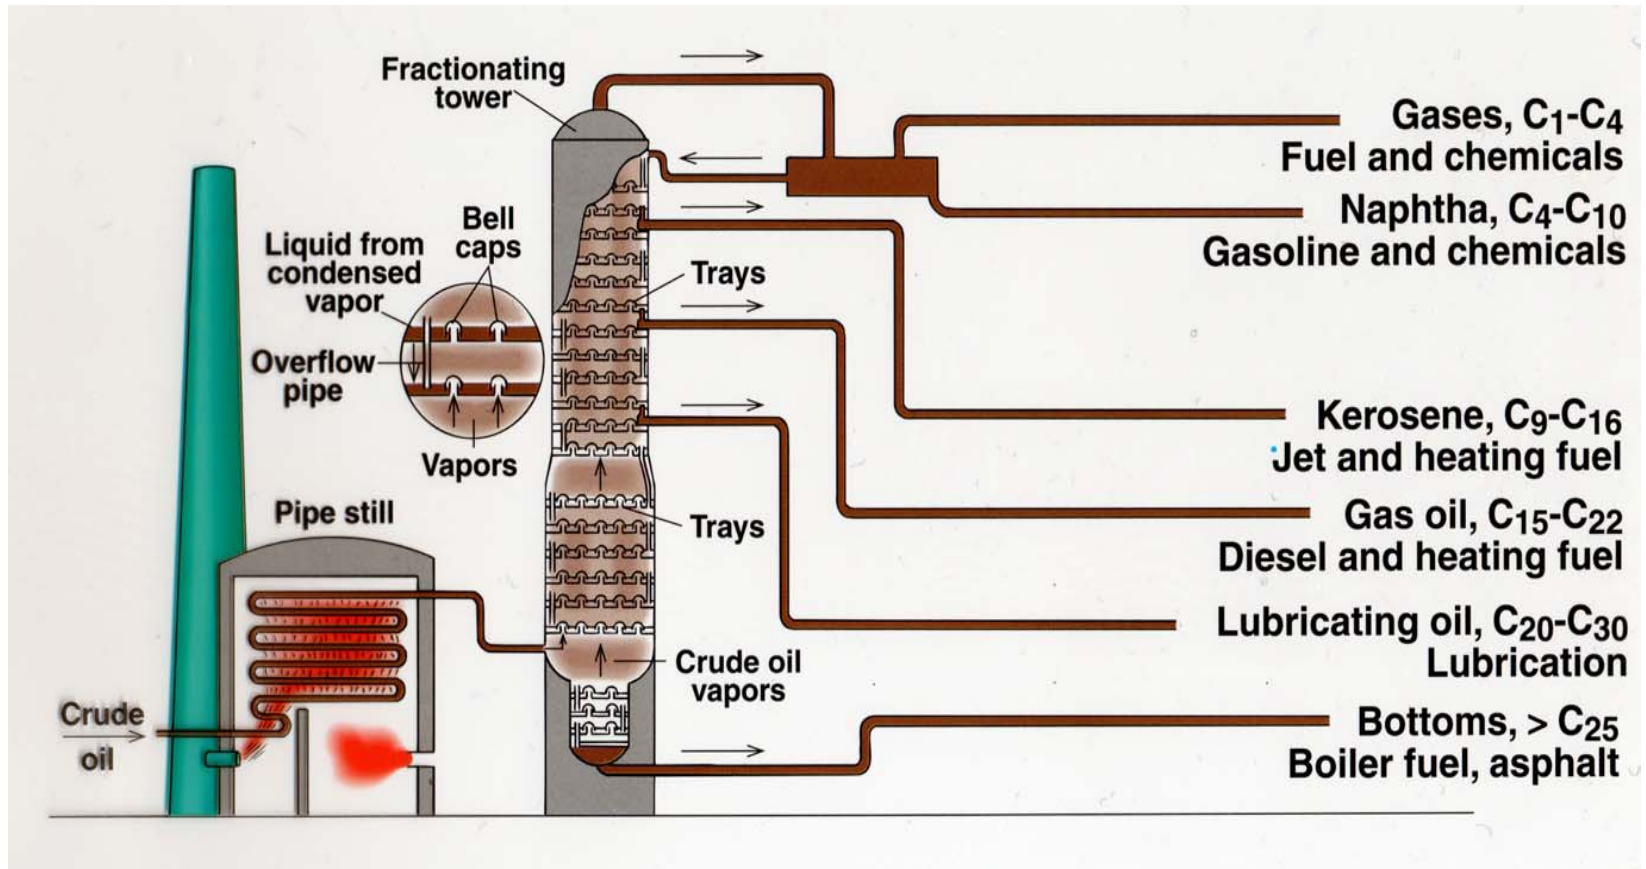 Fractionating
tower
Gases, C1-C4
Fuel and chemicals
Naphtha, C4-C10
Gasoline and chemicals
Bell
caps
Liquid from
condensed
vapor
Trays
Overflow
pipe
Vapors
Kerosene, C9-C16
Jet and heating fuel
Pipe still
Trays
Gas oil, C15-C22
Diesel and heating fuel
Lubricating oil, C20-C30
Lubrication
Crude oil
vapors
Crude
oil
Bottoms, > C25
Boiler fuel, asphalt